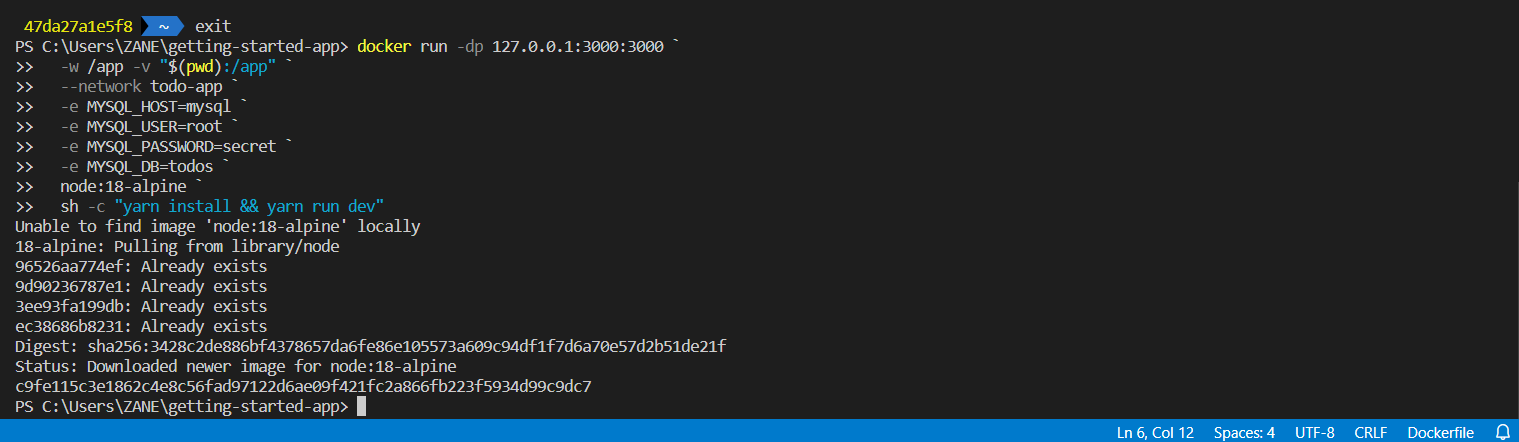 47da27a1e5f8 ~ exit
PS C:\Users\ZANE\getting-started-app> docker run -dp 127.0.0.1:3000:3000 `
>>   -w /app -v "$(pwd):/app" `
>>   --network todo-app `
>>   -e MYSQL_HOST=mysql `
>>   -e MYSQL_USER=root `
>>   -e MYSQL_PASSWORD=secret `
>>   -e MYSQL_DB=todos `
>>   node:18-alpine `
>>   sh -c "yarn install && yarn run dev"
Unable to find image 'node:18-alpine' locally
18-alpine: Pulling from library/node
96526aa774ef: Already exists
9d90236787e1: Already exists
3ee93fa199db: Already exists
ec38686b8231: Already exists
Digest: sha256:3428c2de886bf4378657da6fe86e105573a609c94df1f7d6a70e57d2b51de21f
Status: Downloaded newer image for node:18-alpine
c9fe115c3e1862c4e8c56fad97122d6ae09f421fc2a866fb223f5934d99c9dc7
PS C:\Users\ZANE\getting-started-app>
Ln 6, Col 12 Spaces: 4 UTF-8 CRLF Dockerfile